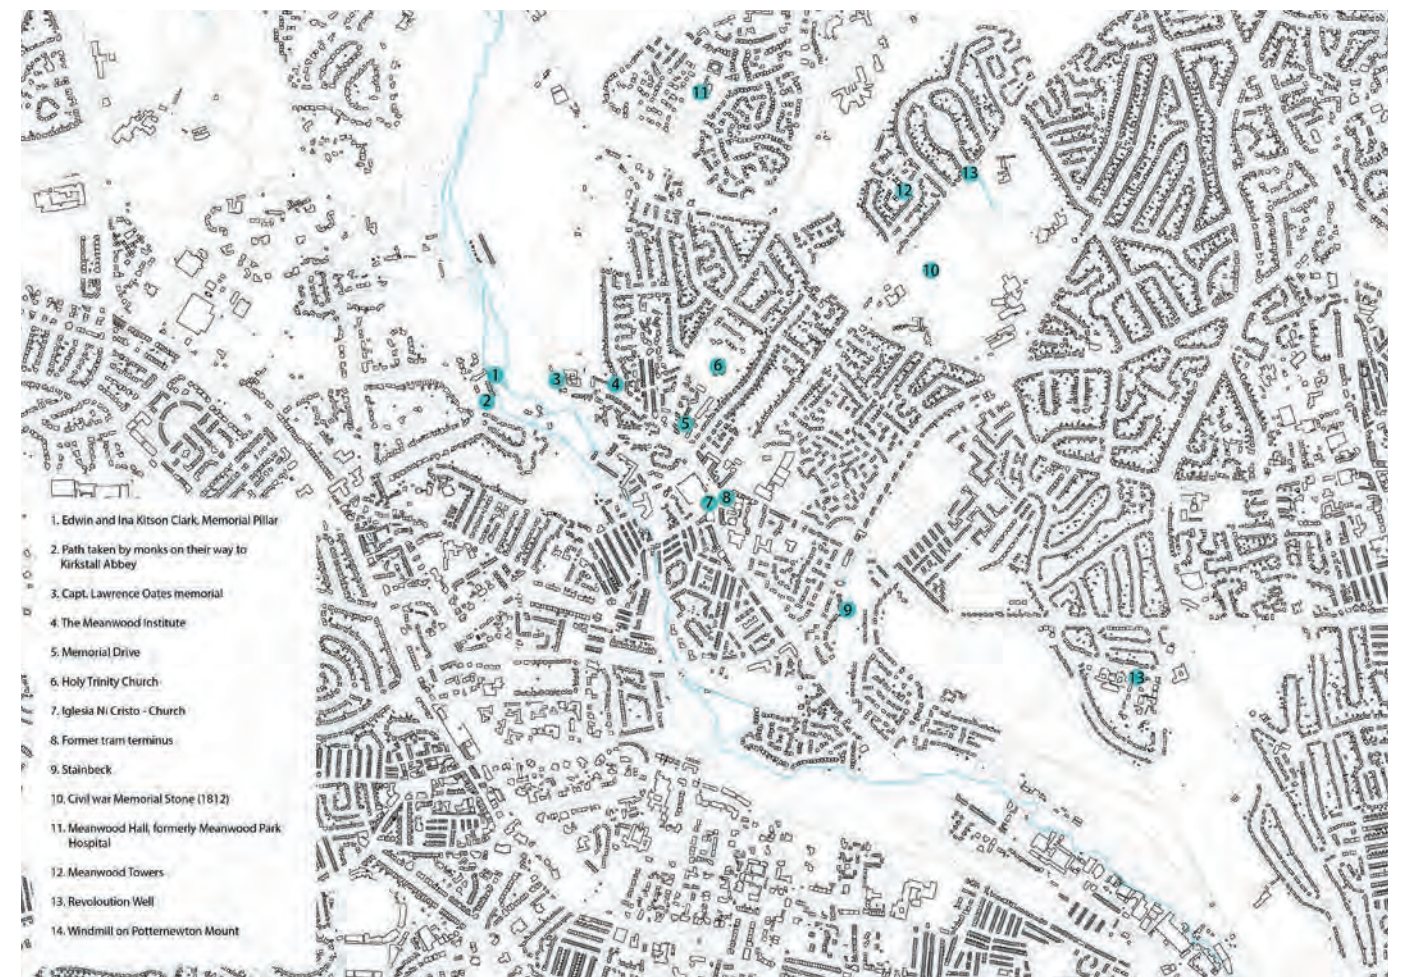 11
13
12
10
6
1
3
4
2
5
7
8
9
13
1. Edwin and Ina Kitson Clark, Memorial Pillar
2. Path taken by monks on their way to
Kirkstall Abbey
3. Capt. Lawrence Oates memorial
4. The Meanwood Institute
5. Memorial Drive
6. Holy Trinity Church
7. Iglesia Ni Cristo - Church
8. Former tram terminus
9. Stainbeck
10. Civil war Memorial Stone (1812)
11. Meanwood Hall, formerly Meanwood Park
Hospital
12. Meanwood Towers
13. Revoloution Well
14. Windmill on Potternewton Mount